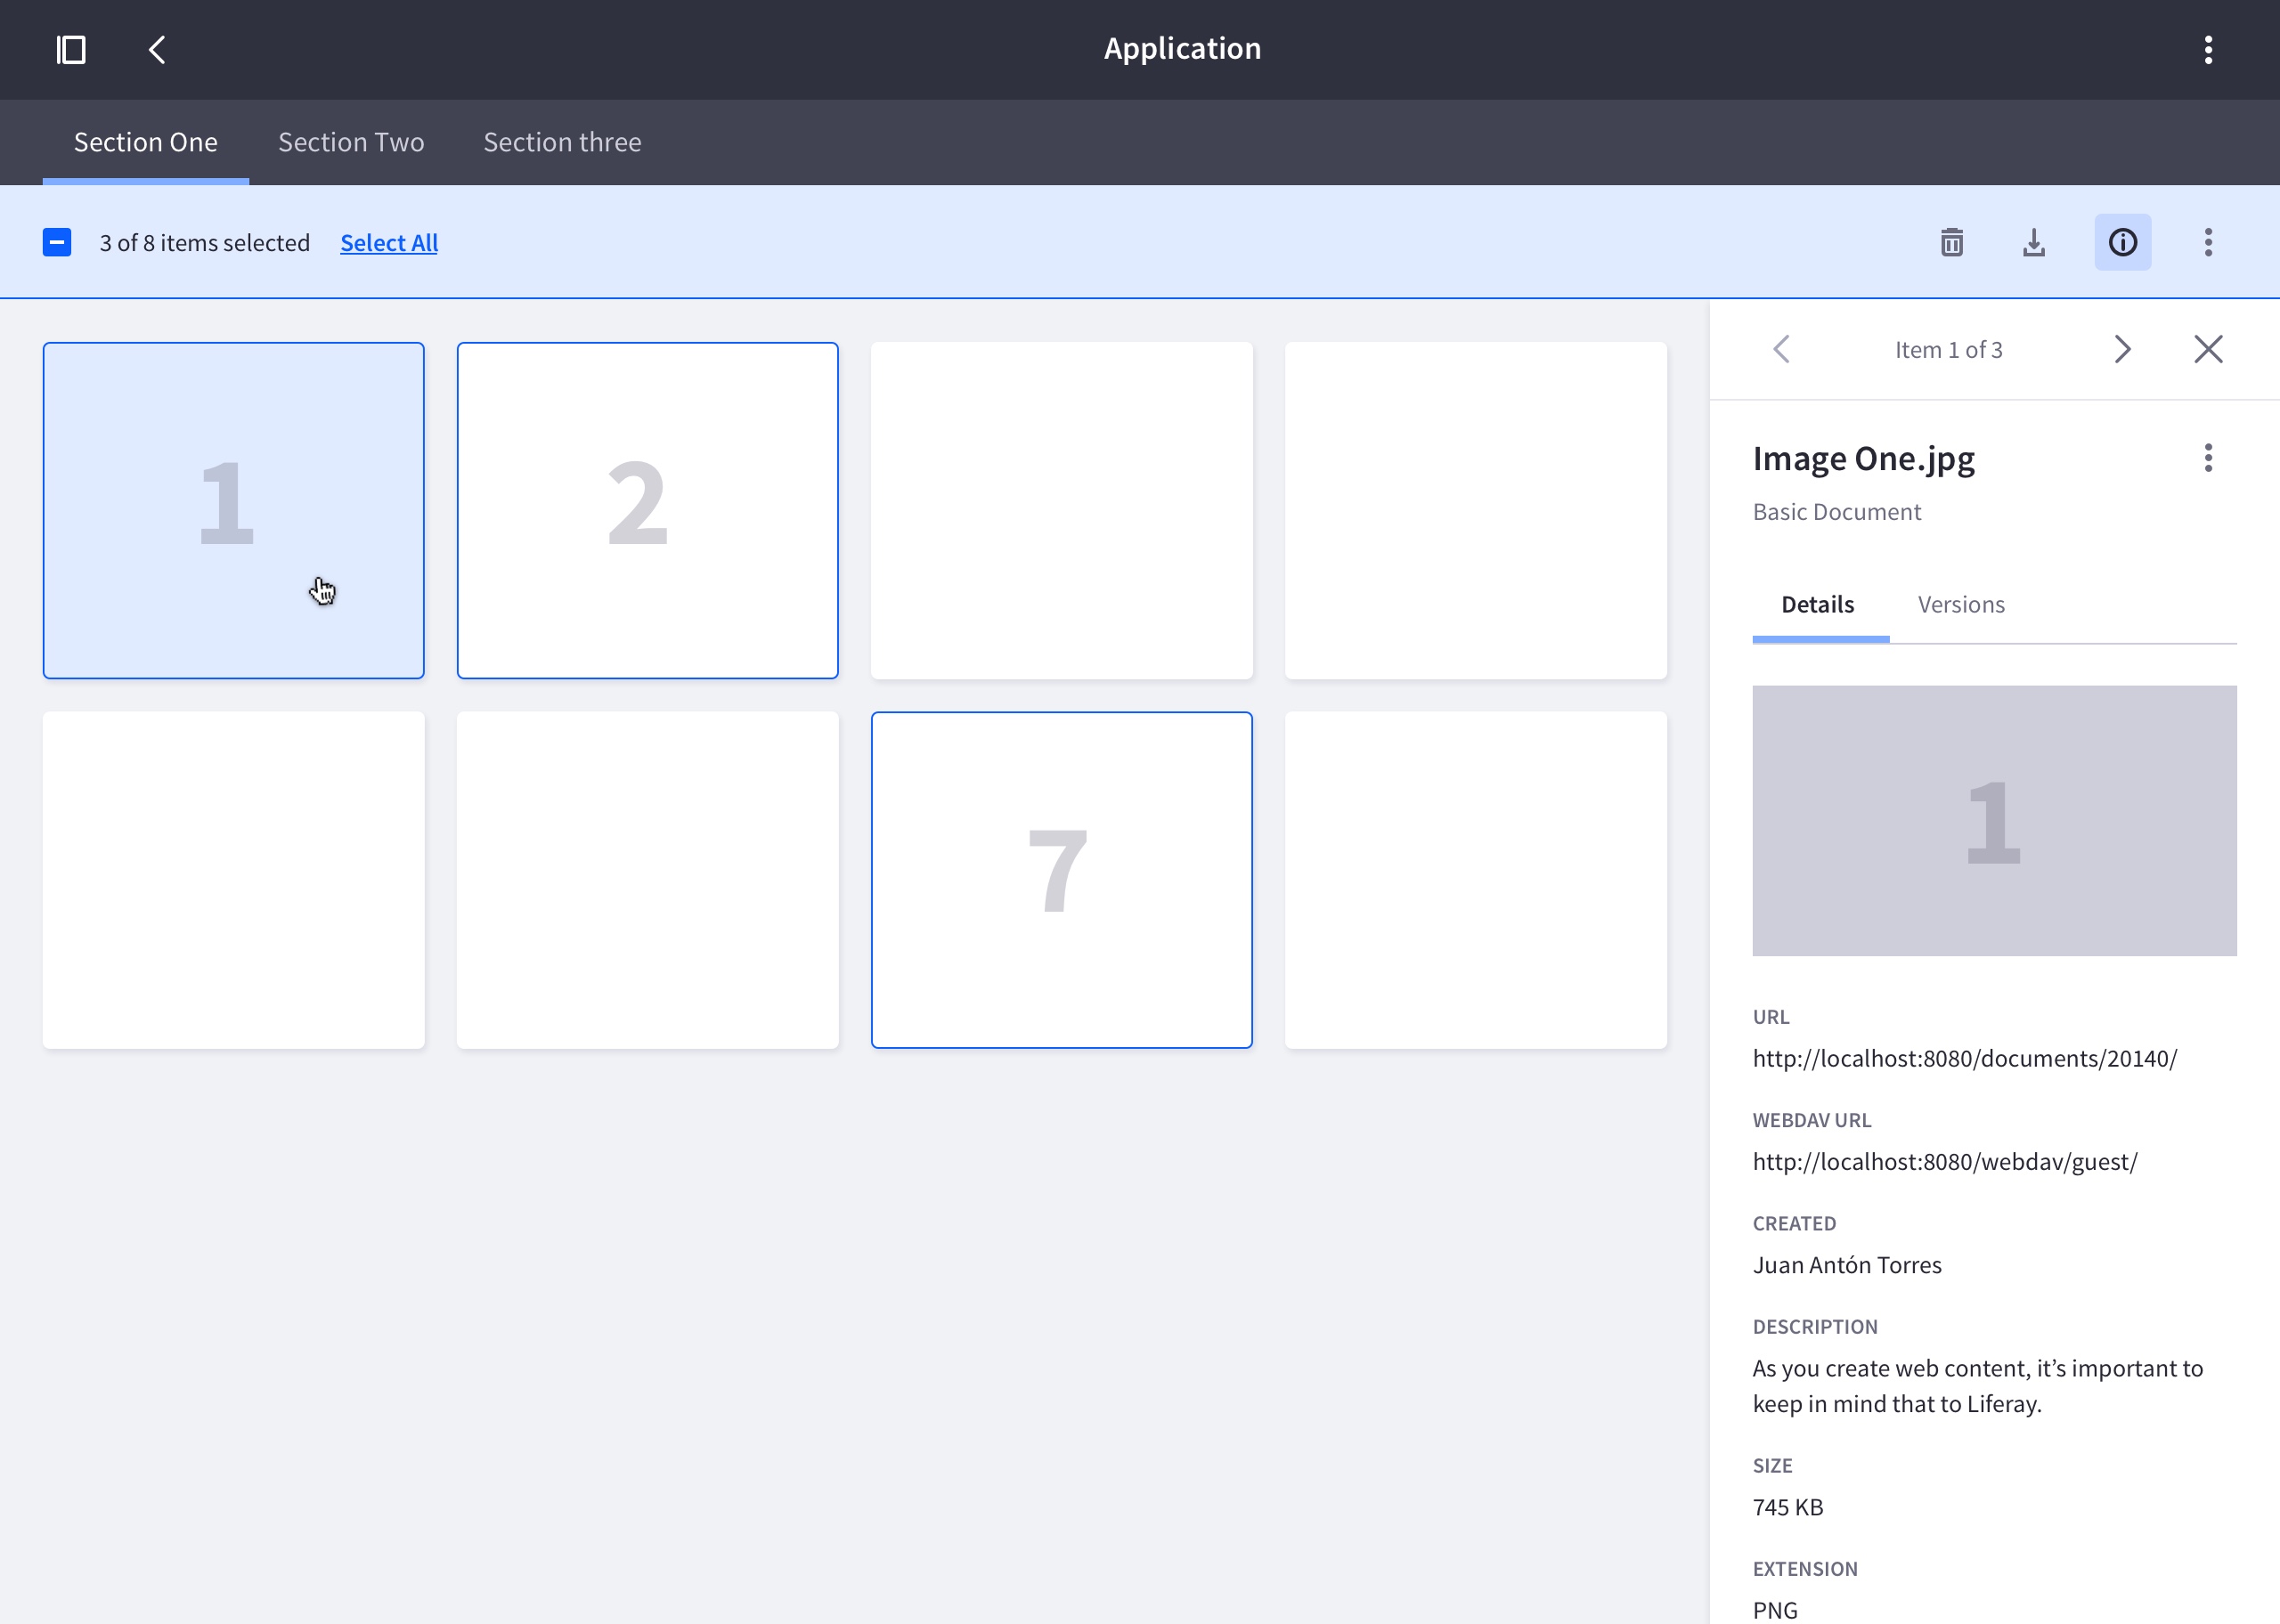 Application
Section One
Section Two
Section three
3 of 8 items selected
Select All
1
2
7
Item 1 of 3
Image One.jpg
Basic Document
Details
Versions
1
URL
http://localhost:8080/documents/20140/
WEBDAV URL
http://localhost:8080/webdav/guest/
CREATED
Juan Antón Torres
DESCRIPTION
As you create web content, it’s important to
keep in mind that to Liferay.
SIZE
745 KB
EXTENSION
PNG